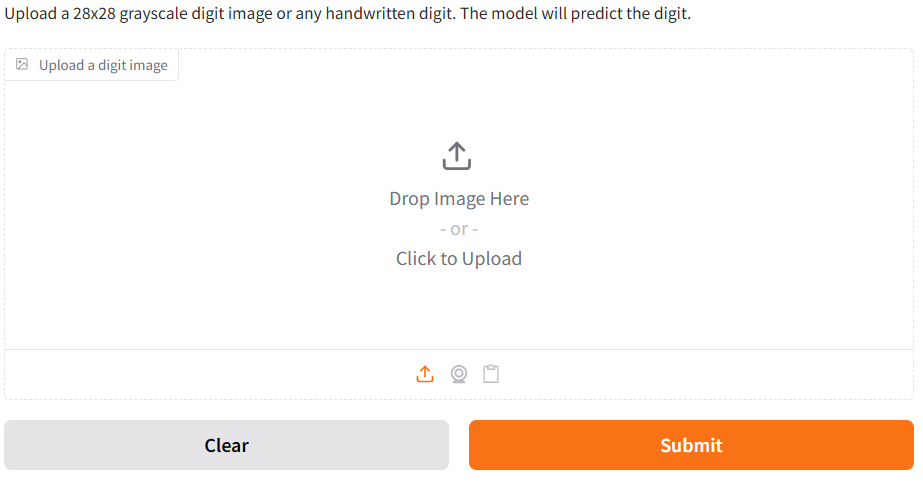 Upload a 28x28 grayscale digit image or any handwritten digit. The model will predict the digit.
Upload a digit image
Drop Image Here
- or -
Click to Upload
Clear
Submit